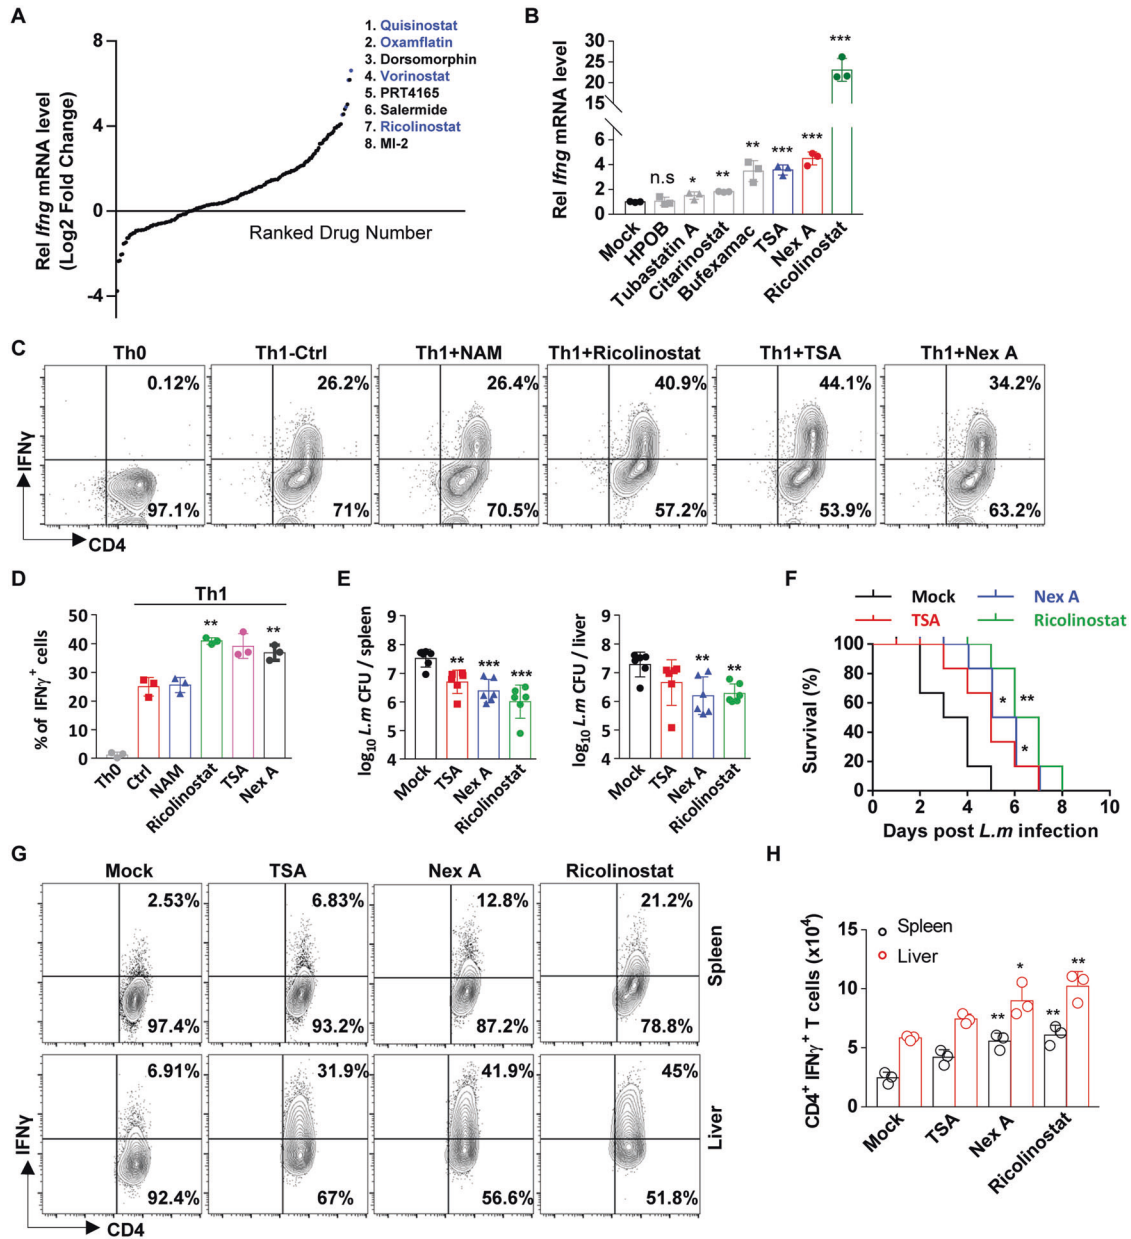 A
8
4
0
-4
Rel Ifng mRNA level
(Log2 Fold Change)
Ranked Drug Number
1. Quisinostat
2. Oxamflatin
3. Dorsomorphin
4. Vorinostat
5. PRT4165
6. Salermide
7. Ricolinostat
8. MI-2
B
Rel Ifng mRNA level
30
25
20
15
6
4
2
0
n.s
*
**
**
***
***
***
Mock
HPOB
Tubastatin A
Citarinostat
Bufexamac
TSA
Nex A
Ricolinostat
C
Th0
Th1-Ctrl
Th1+NAM
Th1+Ricolinostat
Th1+TSA
Th1+Nex A
0.12%
26.2%
26.4%
40.9%
44.1%
34.2%
97.1%
71%
70.5%
57.2%
53.9%
63.2%
IFNγ
CD4
D
Th1
% of IFNγ+ cells
50
40
30
20
10
0
**
**
Th0
Ctrl
NAM
Ricolinostat
TSA
Nex A
E
log10 L.m CFU / spleen
9
8
7
6
5
4
**
***
***
Mock
TSA
Nex A
Ricolinostat
log10 L.m CFU / liver
9
8
7
6
5
4
**
**
Mock
TSA
Nex A
Ricolinostat
F
Mock
Nex A
TSA
Ricolinostat
Survival (%)
100
80
60
40
20
0
*
**
*
0
2
4
6
8
10
Days post L.m infection
G
Mock
TSA
Nex A
Ricolinostat
2.53%
6.83%
12.8%
21.2%
97.4%
93.2%
87.2%
78.8%
Spleen
6.91%
31.9%
41.9%
45%
92.4%
67%
56.6%
51.8%
Liver
IFNγ
CD4
H
CD4+ IFNγ+ T cells (x10^4)
15
10
5
0
Spleen
Liver
**
*
**
**
Mock
TSA
Nex A
Ricolinostat